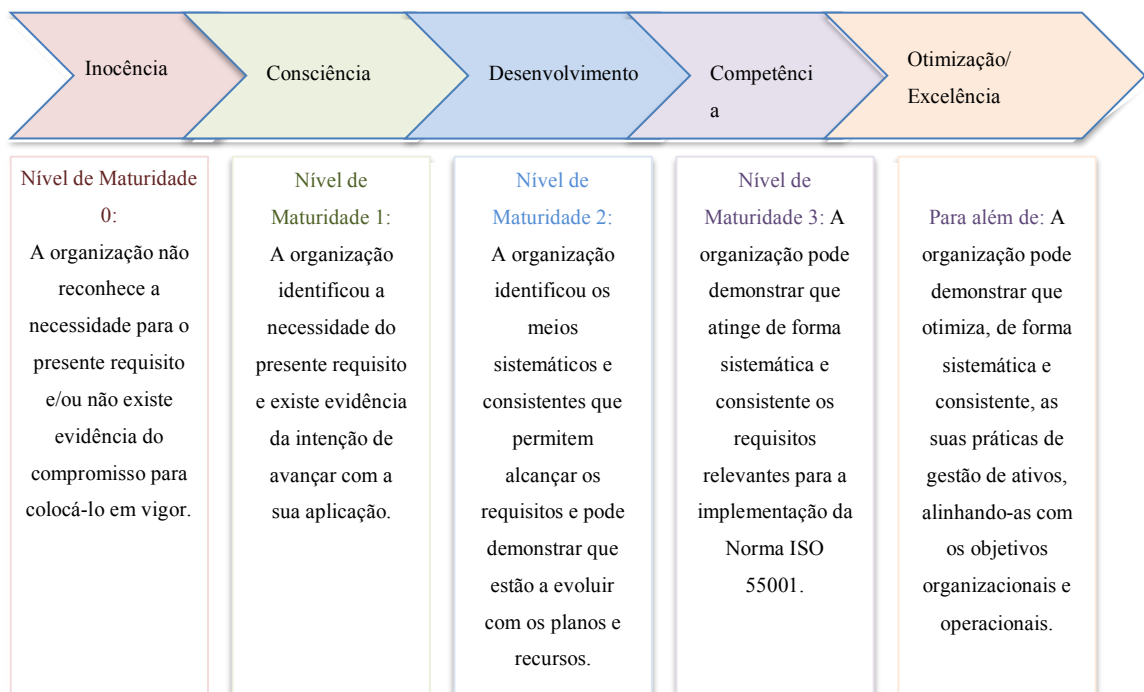 Inocência
Consciência
Desenvolvimento
Competênci
a
Otimização/
Excelência
Nível de Maturidade
0:
A organização não
reconhece a
necessidade para o
presente requisito
e/ou não existe
evidência do
compromisso para
colocá-lo em vigor.
Nível de
Maturidade 1:
A organização
identificou a
necessidade do
presente requisito
e existe evidência
da intenção de
avançar com a
sua aplicação.
Nível de
Maturidade 2:
A organização
identificou os
meios
sistemáticos e
consistentes que
permitem
alcançar os
requisitos e pode
demonstrar que
estão a evoluir
com os planos e
recursos.
Nível de
Maturidade 3: A
organização pode
demonstrar que
atinge de forma
sistemática e
consistente os
requisitos
relevantes para a
implementação da
Norma ISO
55001.
Para além de: A
organização pode
demonstrar que
otimiza, de forma
sistemática e
consistente, as
suas práticas de
gestão de ativos,
alinhando-as com
os objetivos
organizacionais e
operacionais.